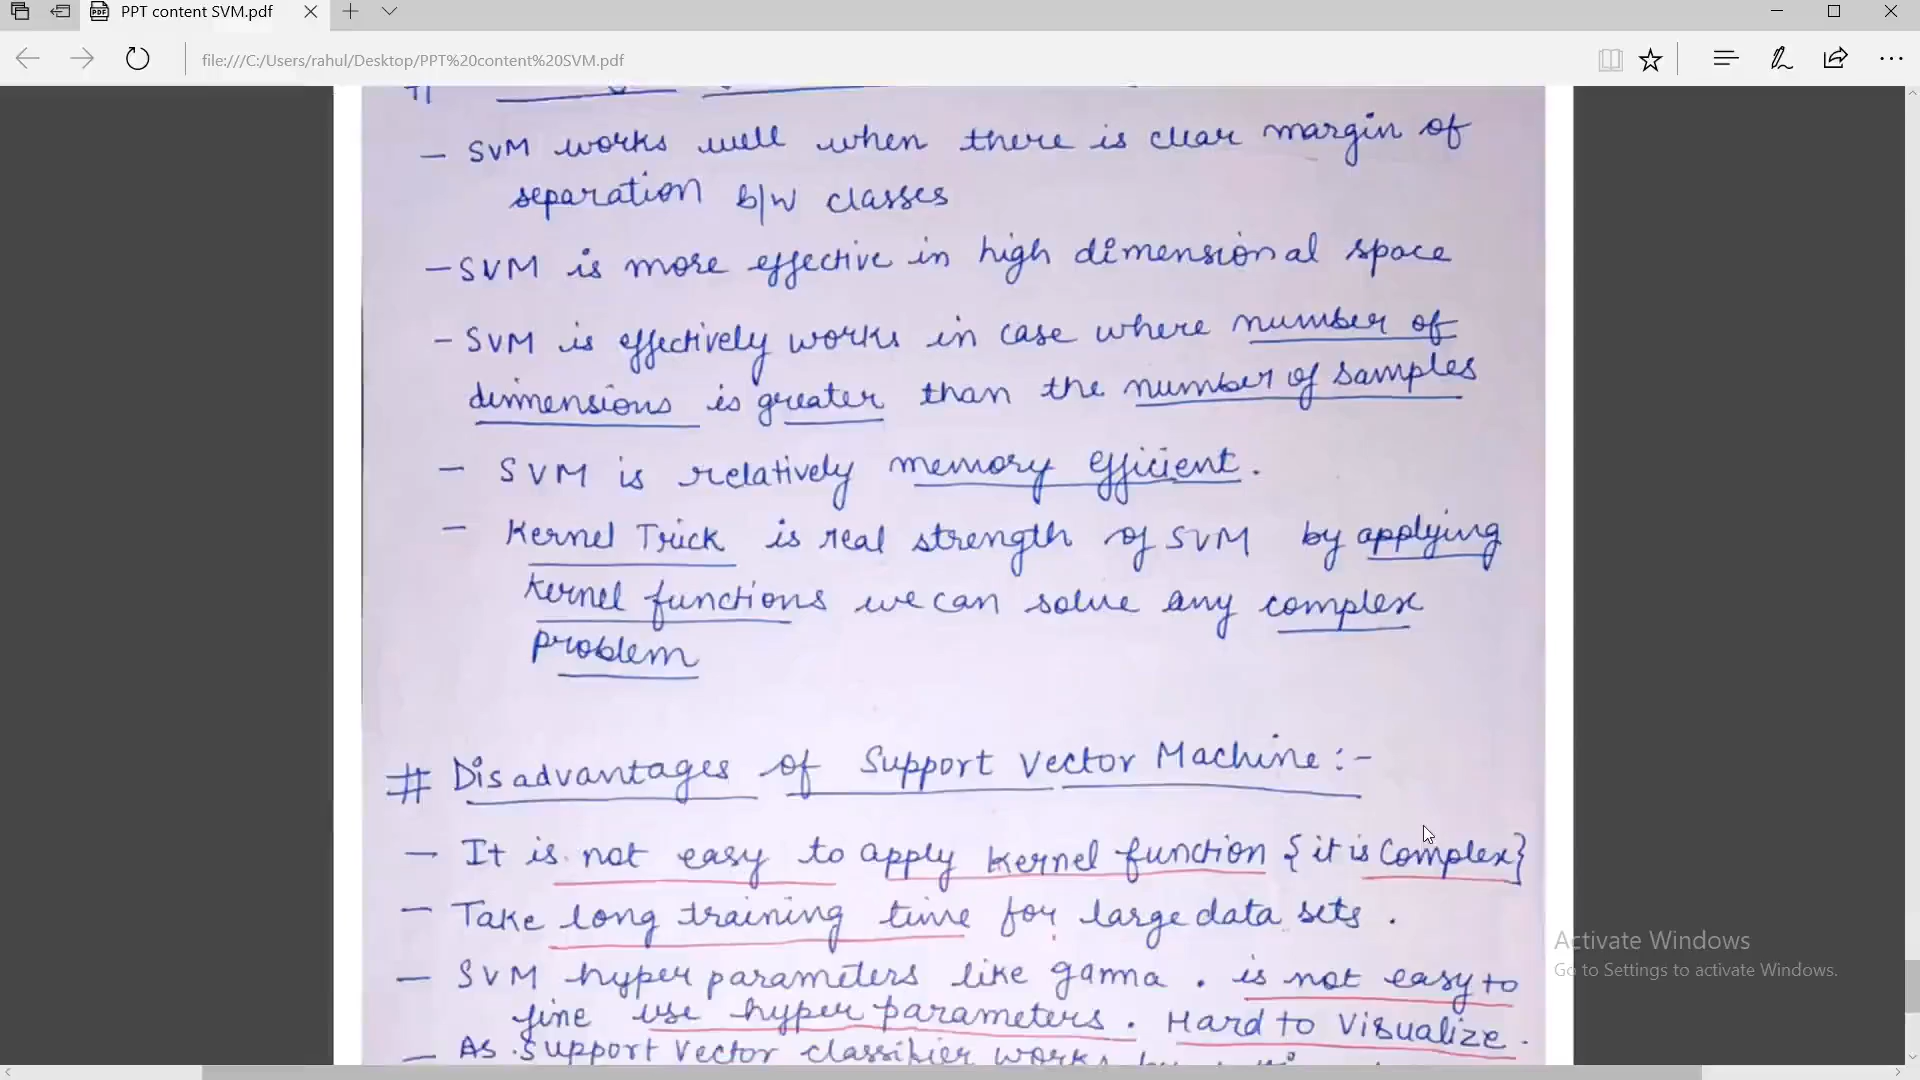 PPT content SVM.pdf
file:///C:/Users/rahul/Desktop/PPT%20content%20SVM.pdf
- SVM works well when there is clear margin of
separation b/w classes
- SVM is more effective in high dimensional space
- SVM is effectively works in case where number of
dimensions is greater than the number of samples
- SVM is relatively memory efficient.
- Kernel Trick is real strength of SVM by applying
kernel functions we can solve any complex
problem
# Disadvantages of Support Vector Machine:-
- It is not easy to apply kernel function {it is Complex}
- Take long training time for large data sets.
- SVM hyper parameters like gamma. is not easy to
fine use hyper parameters. Hard to Visualize.
- As support Vector classifier works
Activate Windows
Go to Settings to activate Windows.